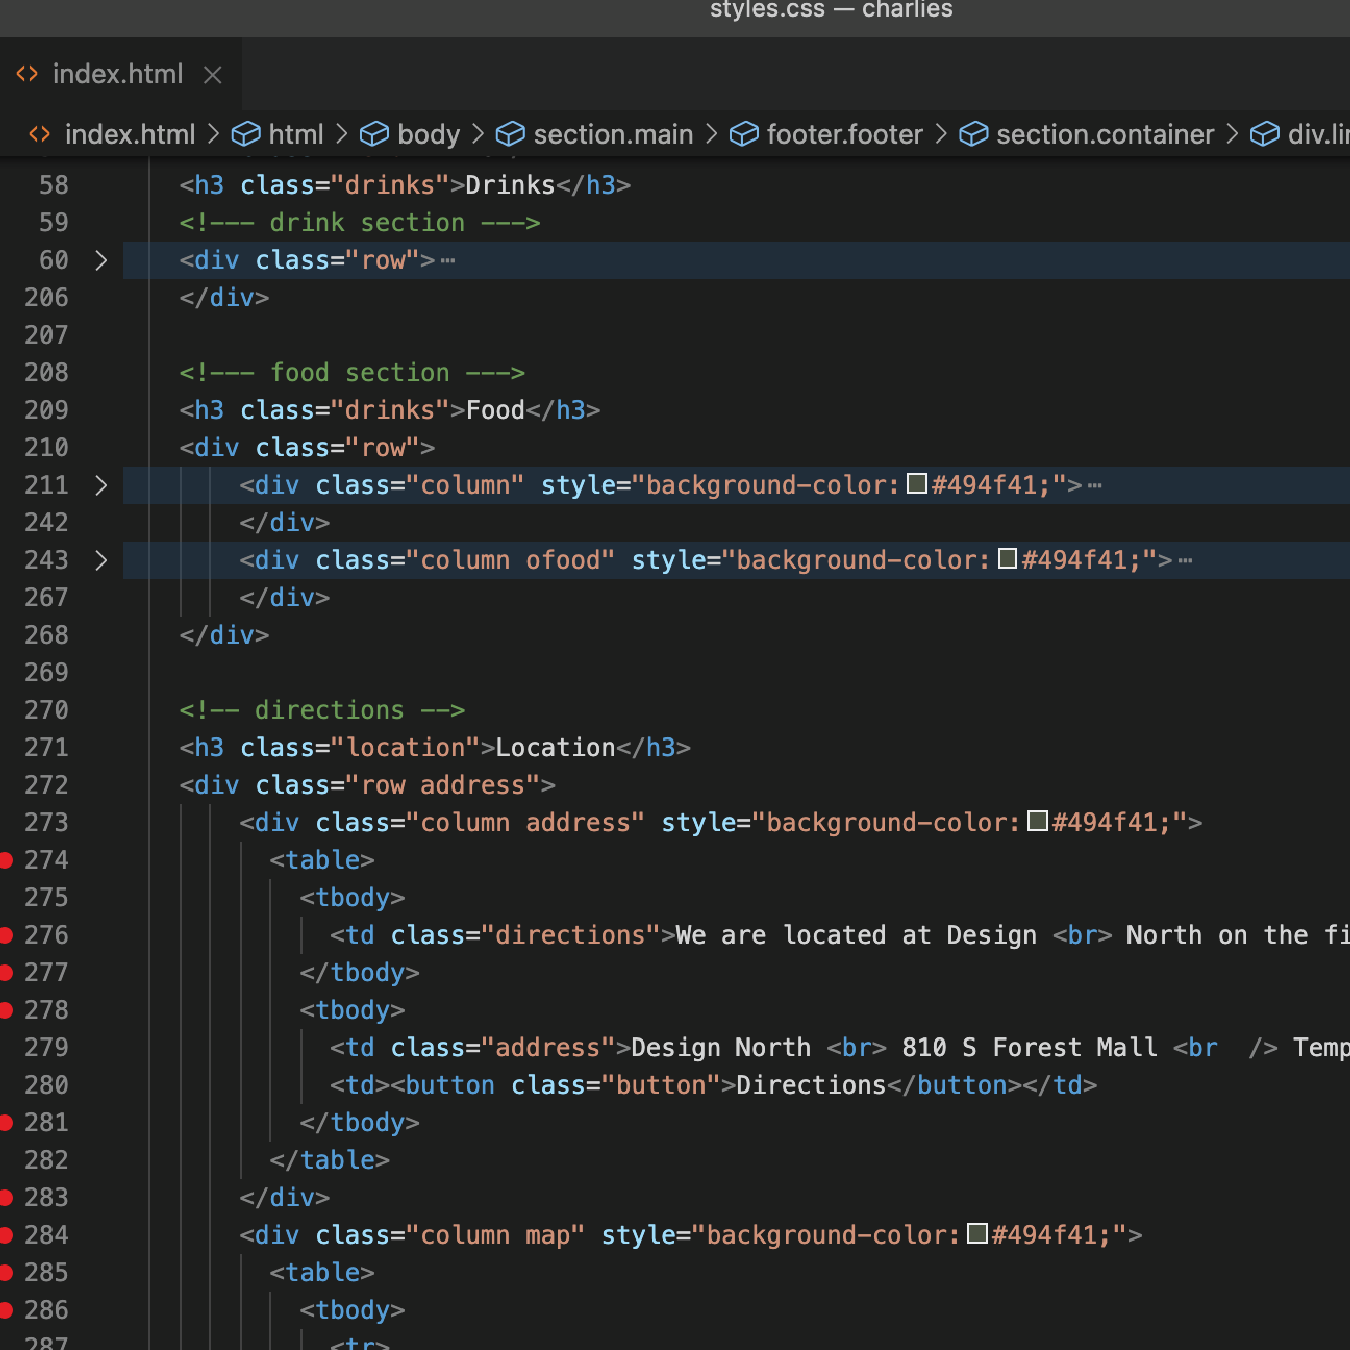 styles.css — charlies
index.html
index.html > html > body > section.main > footer.footer > section.container >
58 <h3 class="drinks">Drinks</h3>
59 <!--- drink section --->
60 <div class="row">…
206 </div>
207
208 <!--- food section --->
209 <h3 class="drinks">Food</h3>
210 <div class="row">
211 <div class="column" style="background-color:#494f41;">…
242 </div>
243 <div class="column ofood" style="background-color:#494f41;">…
267 </div>
268 </div>
269
270 <!-- directions -->
271 <h3 class="location">Location</h3>
272 <div class="row address">
273 <div class="column address" style="background-color:#494f41;">
274 <table>
275 <tbody>
276 <td class="directions">We are located at Design <br> North on the
277 </tbody>
278 <tbody>
279 <td class="address">Design North <br> 810 S Forest Mall <br  />
280 <td><button class="button">Directions</button></td>
281 </tbody>
282 </table>
283 </div>
284 <div class="column map" style="background-color:#494f41;">
285 <table>
286 <tbody>
287 <tr>